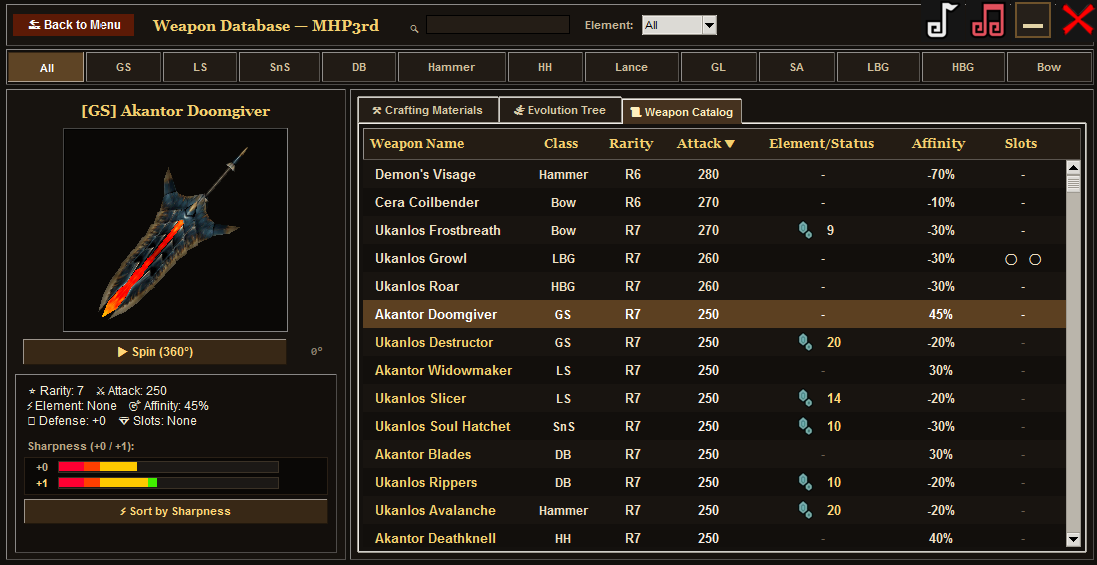 Back to Menu
Weapon Database — MHP3rd
Element:
All
All
GS
LS
SnS
DB
Hammer
HH
Lance
GL
SA
LBG
HBG
Bow
[GS] Akantor Doomgiver
▶ Spin (360°)
0°
Rarity: 7 Attack: 250
Element: None Affinity: 45%
Defense: +0 Slots: None
Sharpness (+0 / +1):
+0
+1
Sort by Sharpness
Crafting Materials
Evolution Tree
Weapon Catalog
Weapon Name Class Rarity Attack ▼ Element/Status Affinity Slots
Demon's Visage Hammer R6 280 - -70% -
Cera Coilbender Bow R6 270 - -10% -
Ukanlos Frostbreath Bow R7 270 9 -30% -
Ukanlos Growl LBG R7 260 - -30% ○ ○
Ukanlos Roar HBG R7 260 - -30% -
Akantor Doomgiver GS R7 250 - 45% -
Ukanlos Destructor GS R7 250 20 -20% -
Akantor Widowmaker LS R7 250 - 30% -
Ukanlos Slicer LS R7 250 14 -20% -
Ukanlos Soul Hatchet SnS R7 250 10 -30% -
Akantor Blades DB R7 250 - 30% -
Ukanlos Rippers DB R7 250 10 -20% -
Ukanlos Avalanche Hammer R7 250 20 -20% -
Akantor Deathknell HH R7 250 - 40% -